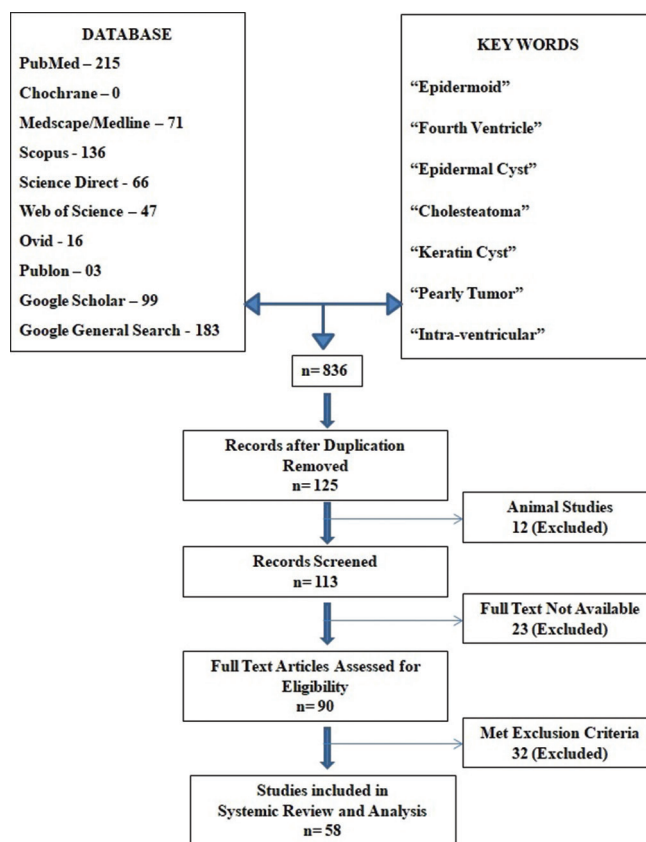 DATABASE
PubMed – 215
Chochrane – 0
Medscape/Medline – 71
Scopus - 136
Science Direct - 66
Web of Science – 47
Ovid - 16
Publon – 03
Google Scholar – 99
Google General Search - 183
KEY WORDS
“Epidermoid”
“Fourth Ventricle”
“Epidermal Cyst”
“Cholesteatoma”
“Keratin Cyst”
“Pearly Tumor”
“Intra-ventricular”
n= 836
Records after Duplication
Removed
n= 125
Animal Studies
12 (Excluded)
Records Screened
n= 113
Full Text Not Available
23 (Excluded)
Full Text Articles Assessed for
Eligibility
n= 90
Met Exclusion Criteria
32 (Excluded)
Studies included in
Systemic Review and Analysis
n= 58